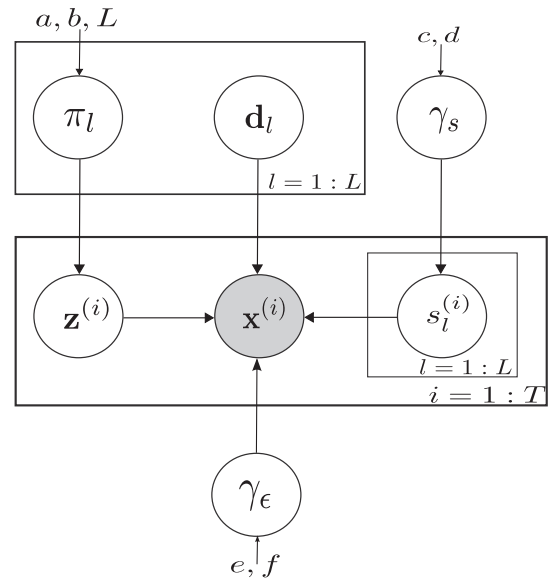 a, b, L
c, d
π_l
d_l
γ_s
l = 1 : L
z^(i)
x^(i)
s_l^(i)
l = 1 : L
i = 1 : T
γ_ϵ
e, f